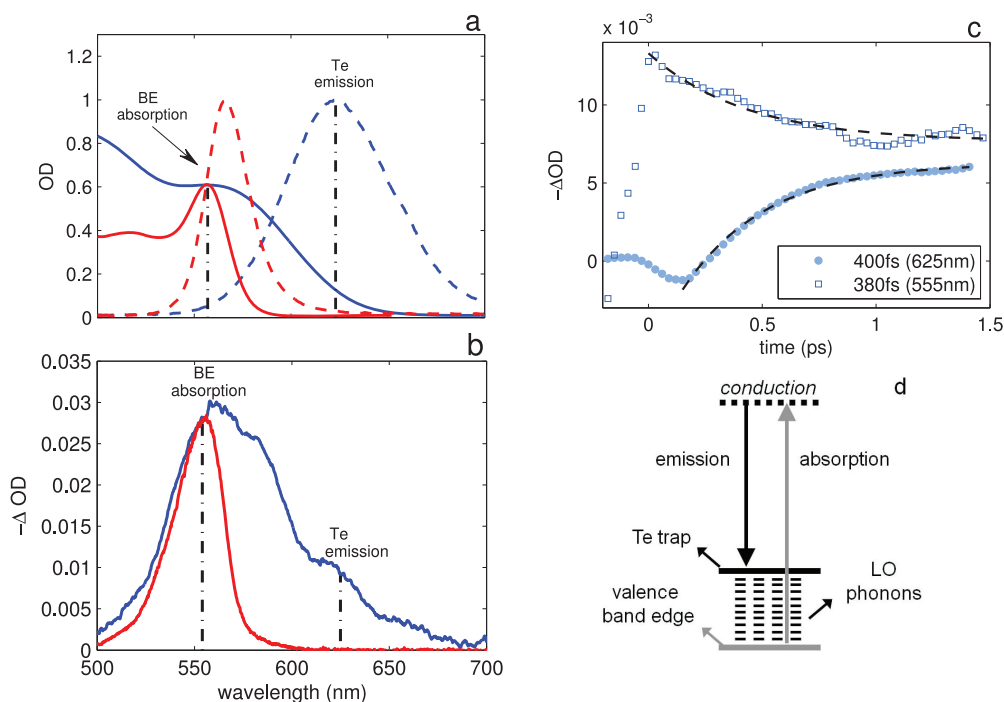 a
1.2
1
0.8
0.6
0.4
0.2
0
OD
BE
absorption
Te
emission
b
0.035
0.03
0.025
0.02
0.015
0.01
0.005
0
−Δ OD
BE
absorption
Te
emission
500 550 600 650 700
wavelength (nm)
x 10⁻³
c
10
5
0
−ΔOD
400fs (625nm)
380fs (555nm)
0 0.5 1 1.5
time (ps)
d
conduction
emission
absorption
Te trap
valence
band edge
LO
phonons